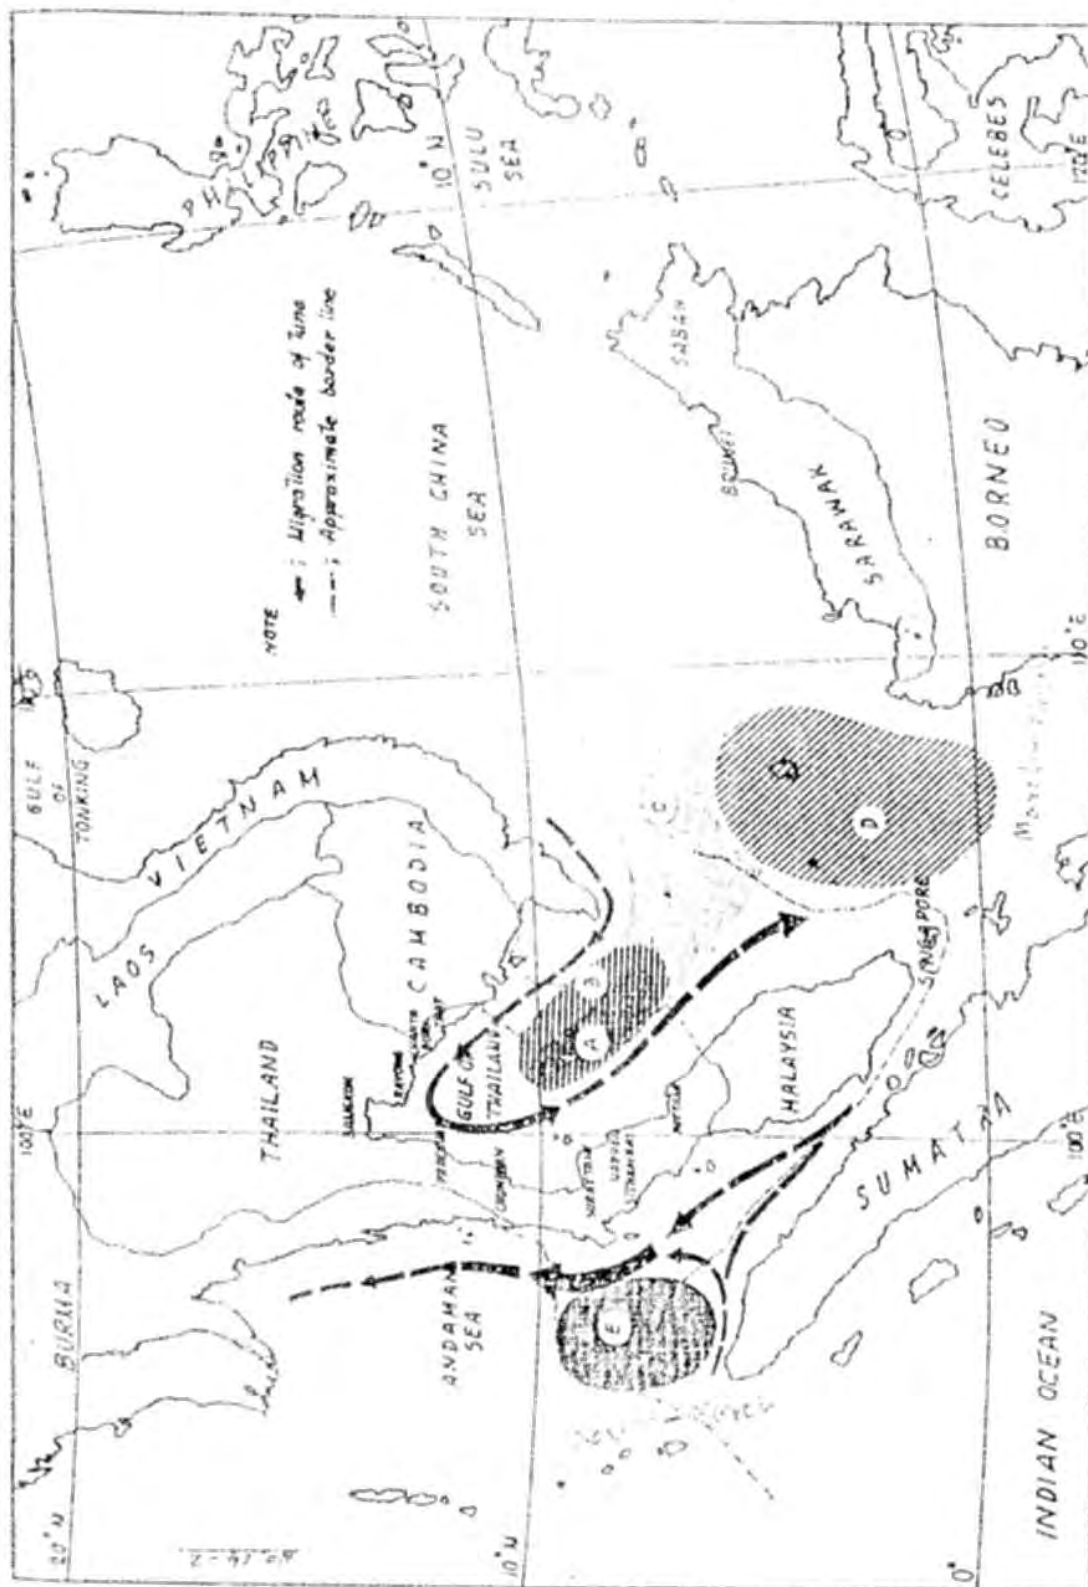 20°N
BURMA
100°E
LAOS
GULF
OF
TONKING
VIETNAM
THAILAND
CAMBODIA
RAYONG
GULF OF
THAILAND
NOTE
: Migration route of tuna
: Approximate border line
10°N
ANDAMAN
SEA
A
B
C
D
E
SOUTH CHINA
SEA
10°N
SULU
SEA
MALAYSIA
SINGAPORE
SABAH
BRUNEI
SARAWAK
SUMATRA
BORNEO
CELEBES
0°
INDIAN OCEAN
100°E
110°E
120°E